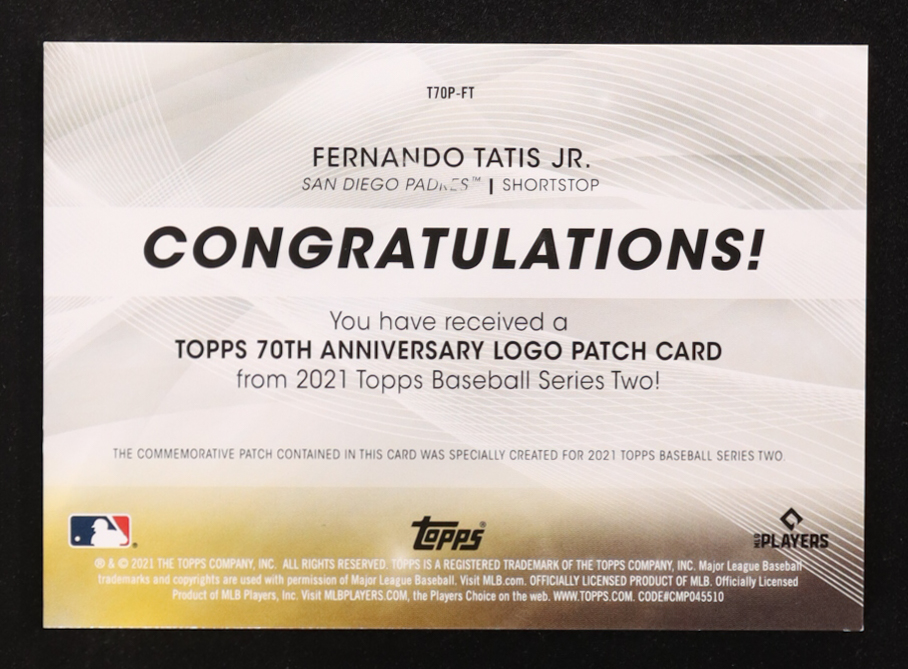 T70P-FT
FERNANDO TATIS JR.
SAN DIEGO PADRES™ | SHORTSTOP
CONGRATULATIONS!
You have received a
TOPPS 70TH ANNIVERSARY LOGO PATCH CARD
from 2021 Topps Baseball Series Two!
THE COMMEMORATIVE PATCH CONTAINED IN THIS CARD WAS SPECIALLY CREATED FOR 2021 TOPPS BASEBALL SERIES TWO.
topps®
MLB PLAYERS
® & © 2021 THE TOPPS COMPANY, INC. ALL RIGHTS RESERVED. TOPPS IS A REGISTERED TRADEMARK OF THE TOPPS COMPANY, INC. Major League Baseball
trademarks and copyrights are used with permission of Major League Baseball. Visit MLB.com. OFFICIALLY LICENSED PRODUCT OF MLB. Officially Licensed
Product of MLB Players, Inc. Visit MLBPLAYERS.COM, the Players Choice on the web. WWW.TOPPS.COM. CODE#CMP045510